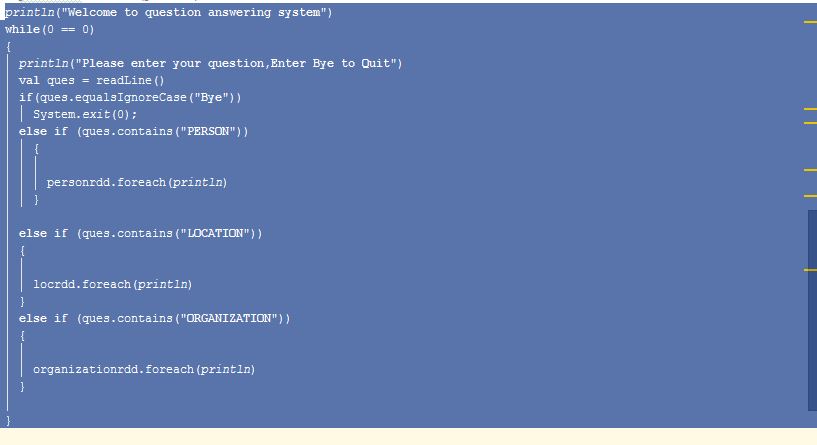 println("Welcome to question answering system")
while(0 == 0)
{
println("Please enter your question,Enter Bye to Quit")
val ques = readLine()
if(ques.equalsIgnoreCase("Bye"))
System.exit(0);
else if (ques.contains("PERSON"))
{
personrdd.foreach(println)
}
else if (ques.contains("LOCATION"))
{
locrdd.foreach(println)
}
else if (ques.contains("ORGANIZATION"))
{
organizationrdd.foreach(println)
}
}